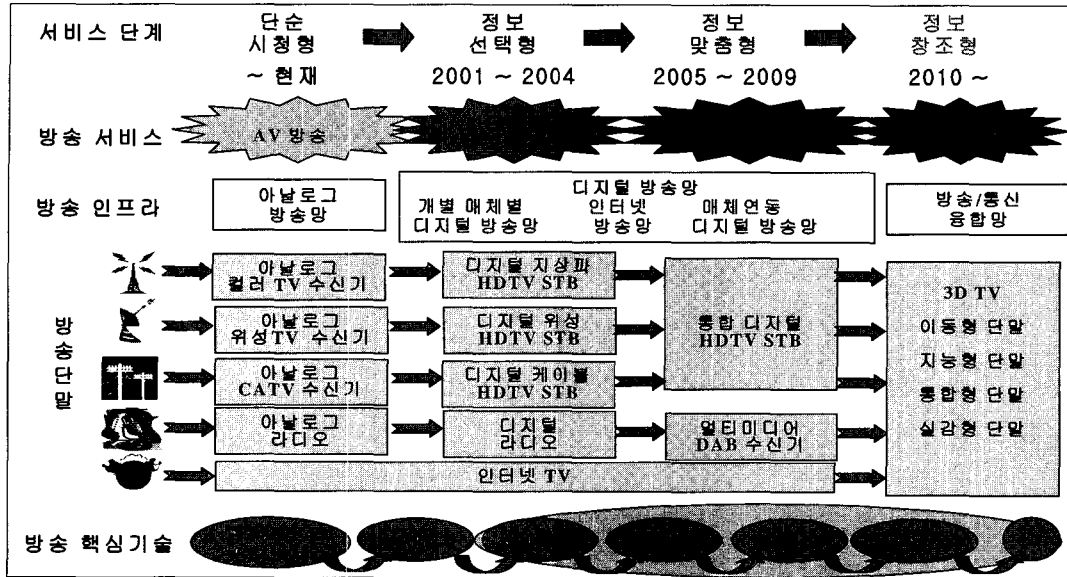 서비스 단계
단순
시청형
정보
선택형
정보
맞춤형
정보
창조형
~ 현재
2001 ~ 2004
2005 ~ 2009
2010 ~
방송 서비스
AV 방송
방송 인프라
아날로그
방송망
디지털 방송망
개별 매체별
디지털 방송망
인터넷
방송망
매체연동
디지털 방송망
방송/통신
융합망
방송단말
아날로그
컬러 TV 수신기
디지털 지상파
HDTV STB
아날로그
위성TV 수신기
디지털 위성
HDTV STB
아날로그
CATV 수신기
디지털 케이블
HDTV STB
통합 디지털
HDTV STB
아날로그
라디오
디지털
라디오
멀티미디어
DAB 수신기
인터넷 TV
3D TV
이동형 단말
지능형 단말
통합형 단말
실감형 단말
방송 핵심기술